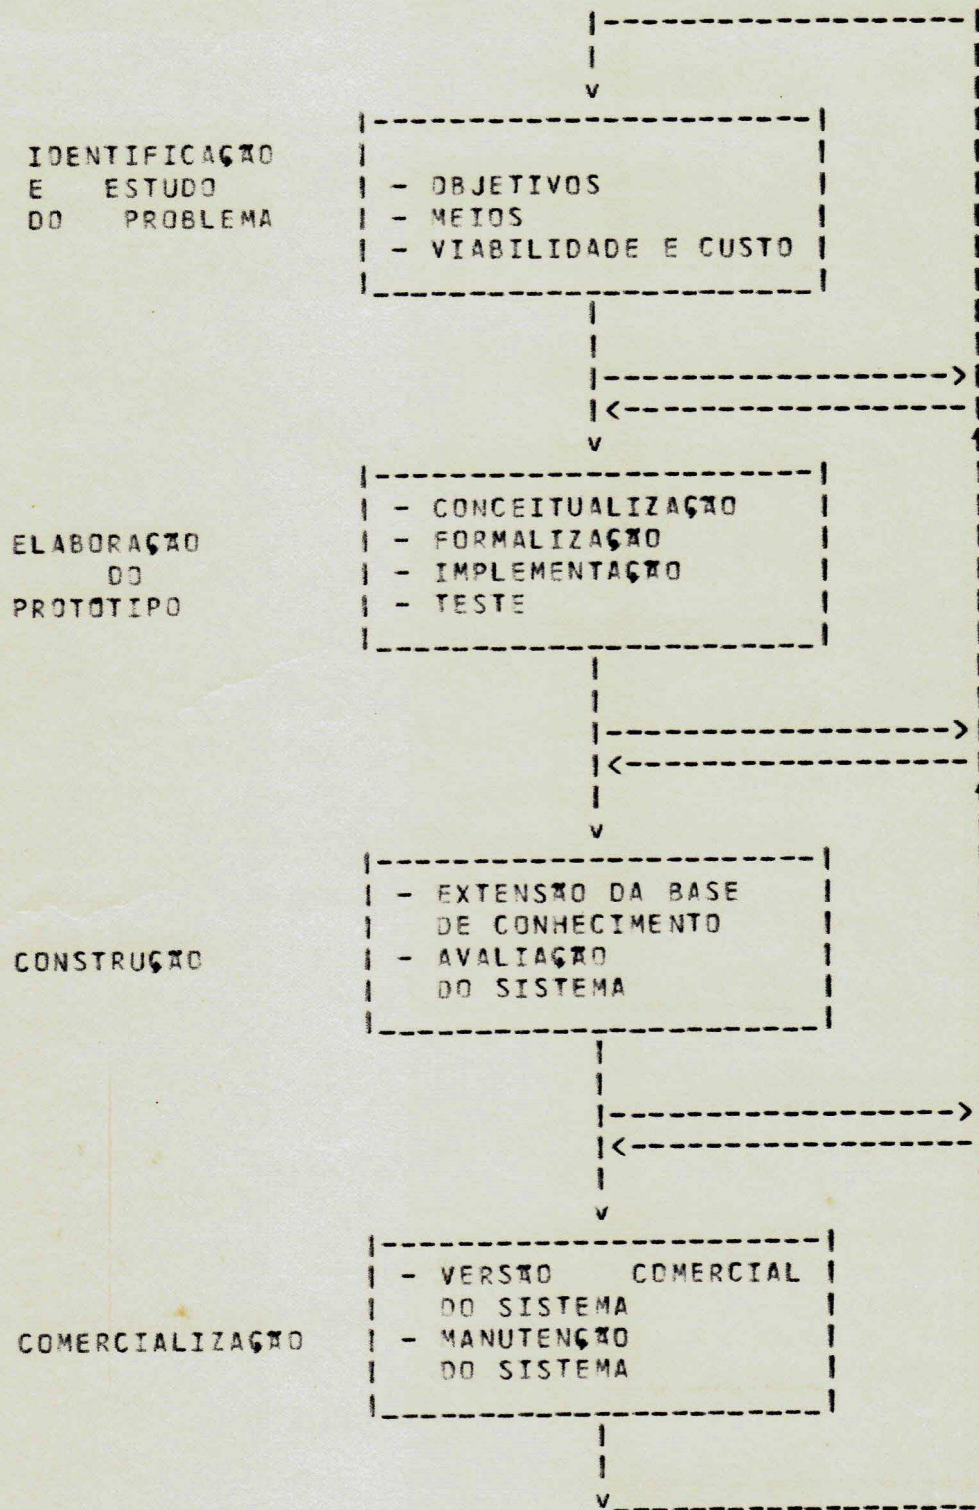 IDENTIFICAÇÃO
E ESTUDO
DO PROBLEMA
- OBJETIVOS
- MEIOS
- VIABILIDADE E CUSTO
ELABORAÇÃO
DO
PROTOTIPO
- CONCEITUALIZAÇÃO
- FORMALIZAÇÃO
- IMPLEMENTAÇÃO
- TESTE
CONSTRUÇÃO
- EXTENSÃO DA BASE
DE CONHECIMENTO
- AVALIAÇÃO
DO SISTEMA
COMERCIALIZAÇÃO
- VERSÃO COMERCIAL
DO SISTEMA
- MANUTENÇÃO
DO SISTEMA